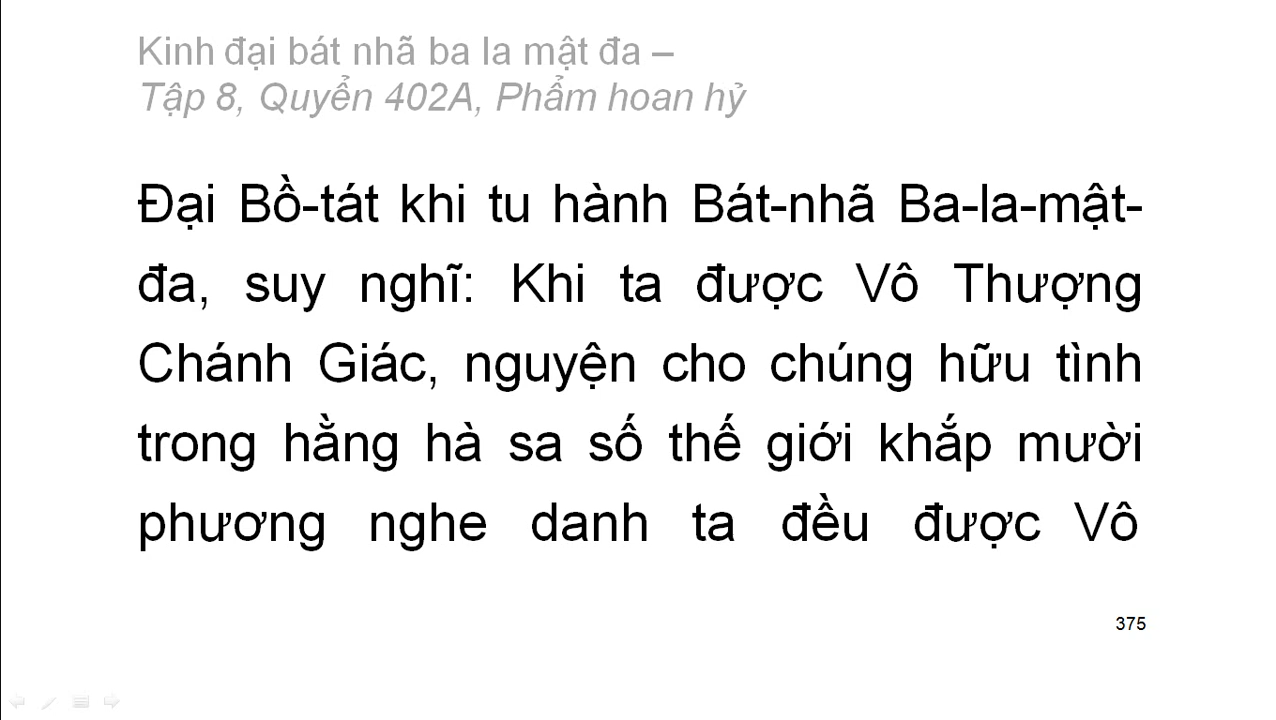 Kinh đại bát nhã ba la mật đa –
Tập 8, Quyển 402A, Phẩm hoan hỷ
Đại Bồ-tát khi tu hành Bát-nhã Ba-la-mật-
đa, suy nghĩ: Khi ta được Vô Thượng
Chánh Giác, nguyện cho chúng hữu tình
trong hằng hà sa số thế giới khắp mười
phương nghe danh ta đều được Vô
375